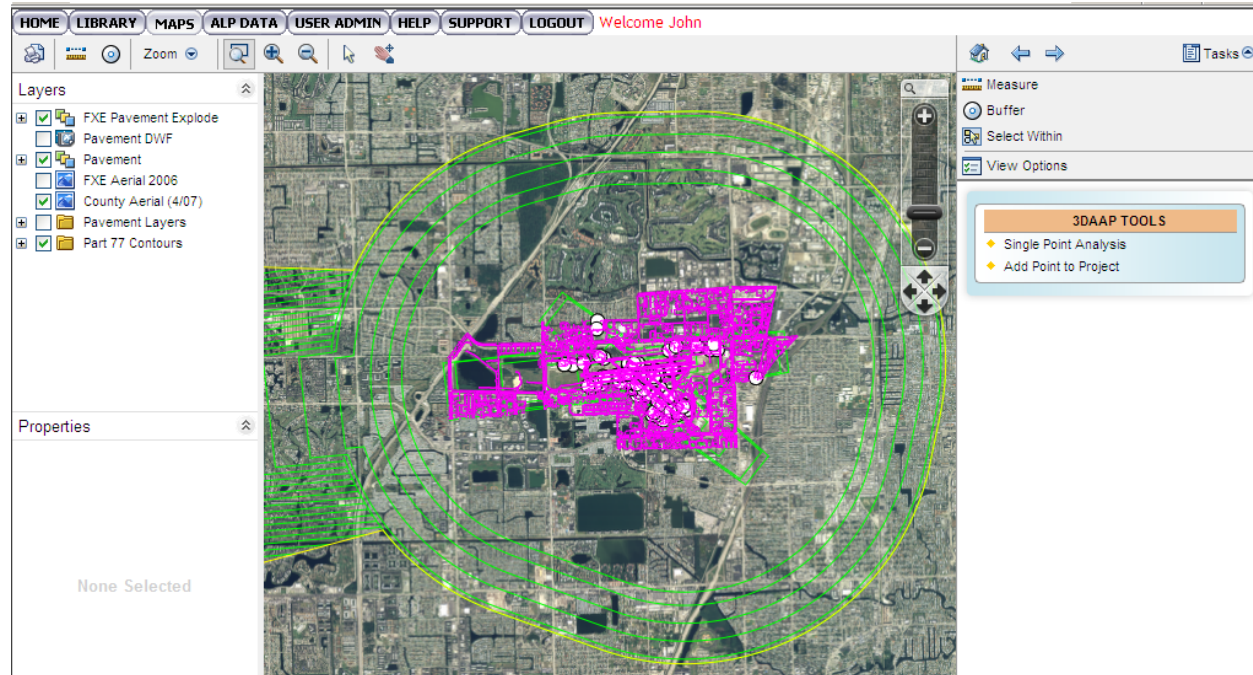 HOME LIBRARY MAPS ALP DATA USER ADMIN HELP SUPPORT LOGOUT Welcome John
Zoom
Tasks
Layers
FXE Pavement Explode
Pavement DWF
Pavement
FXE Aerial 2006
County Aerial (4/07)
Pavement Layers
Part 77 Contours
Properties
None Selected
Measure
Buffer
Select Within
View Options
3DAAP TOOLS
Single Point Analysis
Add Point to Project